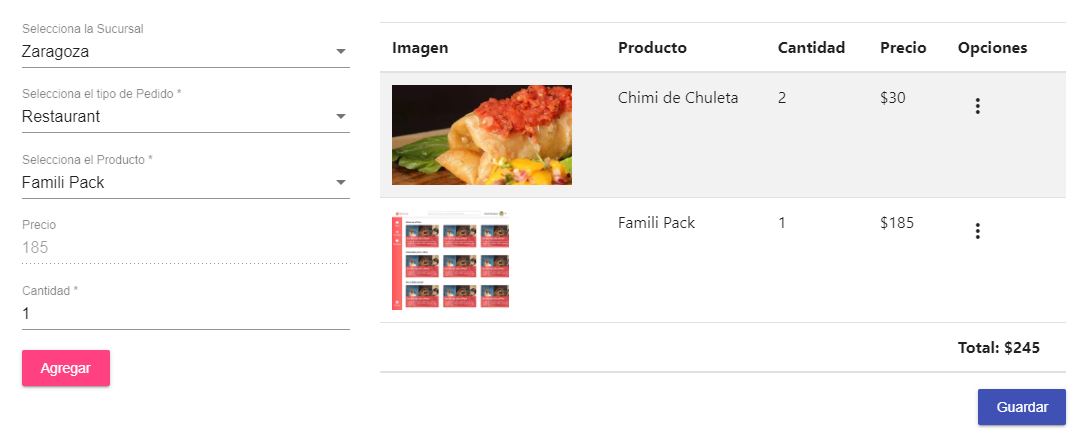 Selecciona la Sucursal
Zaragoza
Selecciona el tipo de Pedido *
Restaurant
Selecciona el Producto *
Famili Pack
Precio
185
Cantidad *
1
Agregar
Imagen Producto Cantidad Precio Opciones
Chimi de Chuleta 2 $30
Famili Pack 1 $185
Total: $245
Guardar